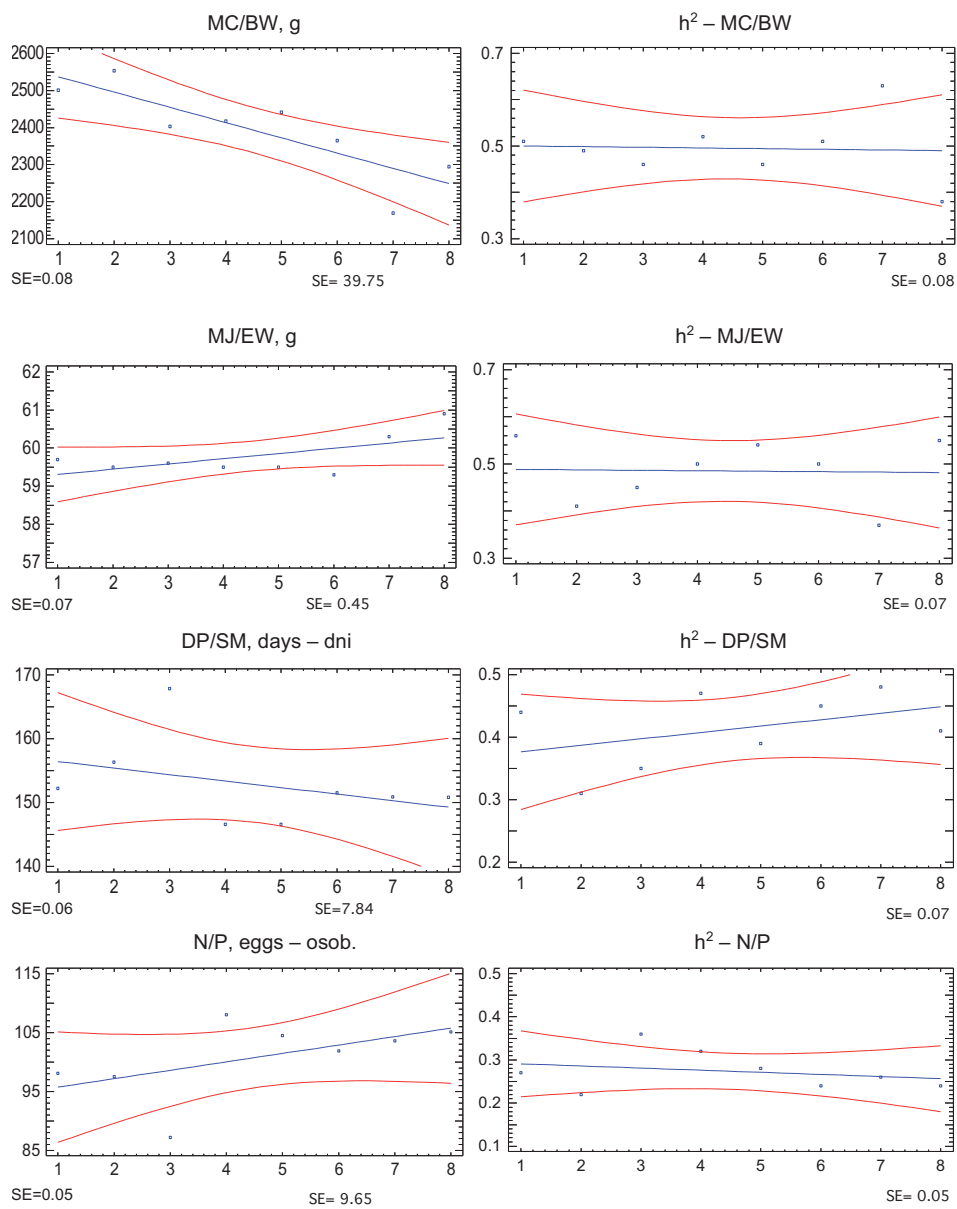 MC/BW, g
2600
2500
2400
2300
2200
2100
1 2 3 4 5 6 7 8
SE=0.08
SE= 39.75
h² – MC/BW
0.7
0.5
0.3
1 2 3 4 5 6 7 8
SE= 0.08
MJ/EW, g
62
61
60
59
58
57
1 2 3 4 5 6 7 8
SE=0.07
SE= 0.45
h² – MJ/EW
0.7
0.5
0.3
1 2 3 4 5 6 7 8
SE= 0.07
DP/SM, days – dni
170
160
150
140
1 2 3 4 5 6 7 8
SE=0.06
SE=7.84
h² – DP/SM
0.5
0.4
0.3
0.2
1 2 3 4 5 6 7 8
SE= 0.07
N/P, eggs – osob.
115
105
95
85
1 2 3 4 5 6 7 8
SE=0.05
SE= 9.65
h² – N/P
0.5
0.3
0.2
0.1
1 2 3 4 5 6 7 8
SE= 0.05